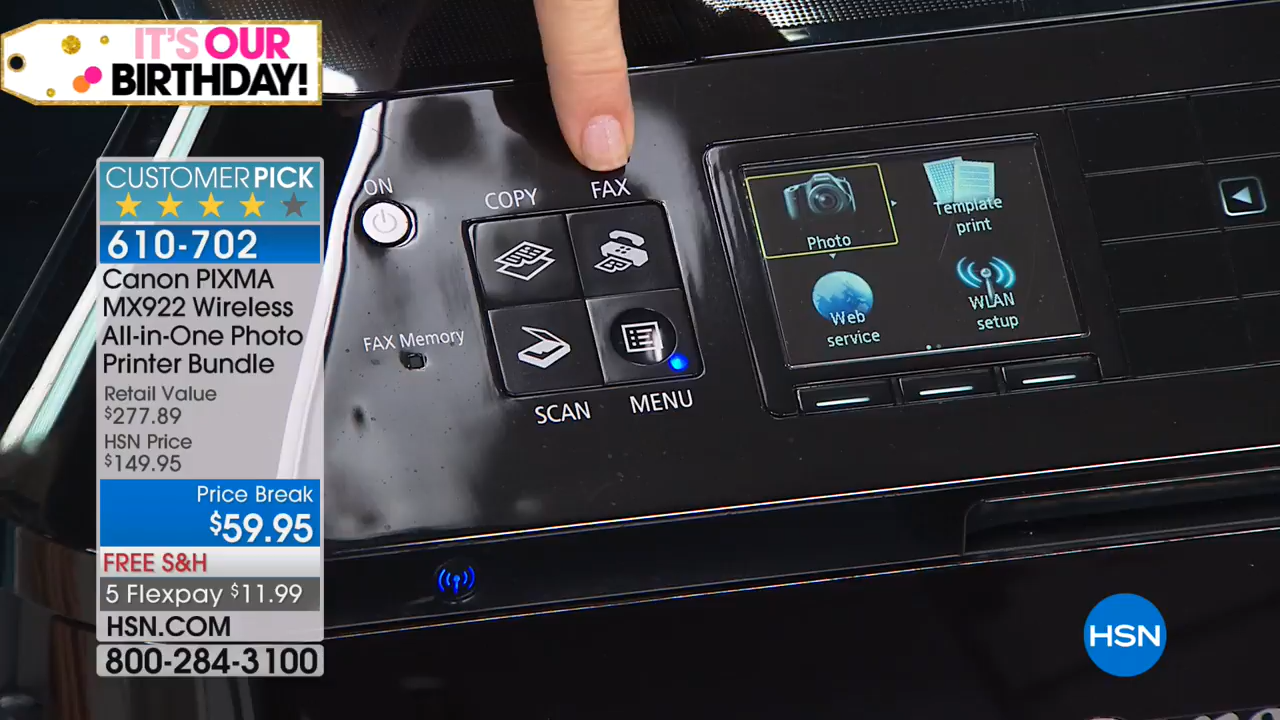 IT'S OUR
BIRTHDAY!
CUSTOMER PICK
610-702
Canon PIXMA
MX922 Wireless
All-in-One Photo
Printer Bundle
Retail Value
$277.89
HSN Price
$149.95
Price Break
$59.95
FREE S&H
5 Flexpay $11.99
HSN.COM
800-284-3100
ON
COPY
FAX
FAX Memory
SCAN
MENU
Photo
Template
print
Web
service
WLAN
setup
HSN